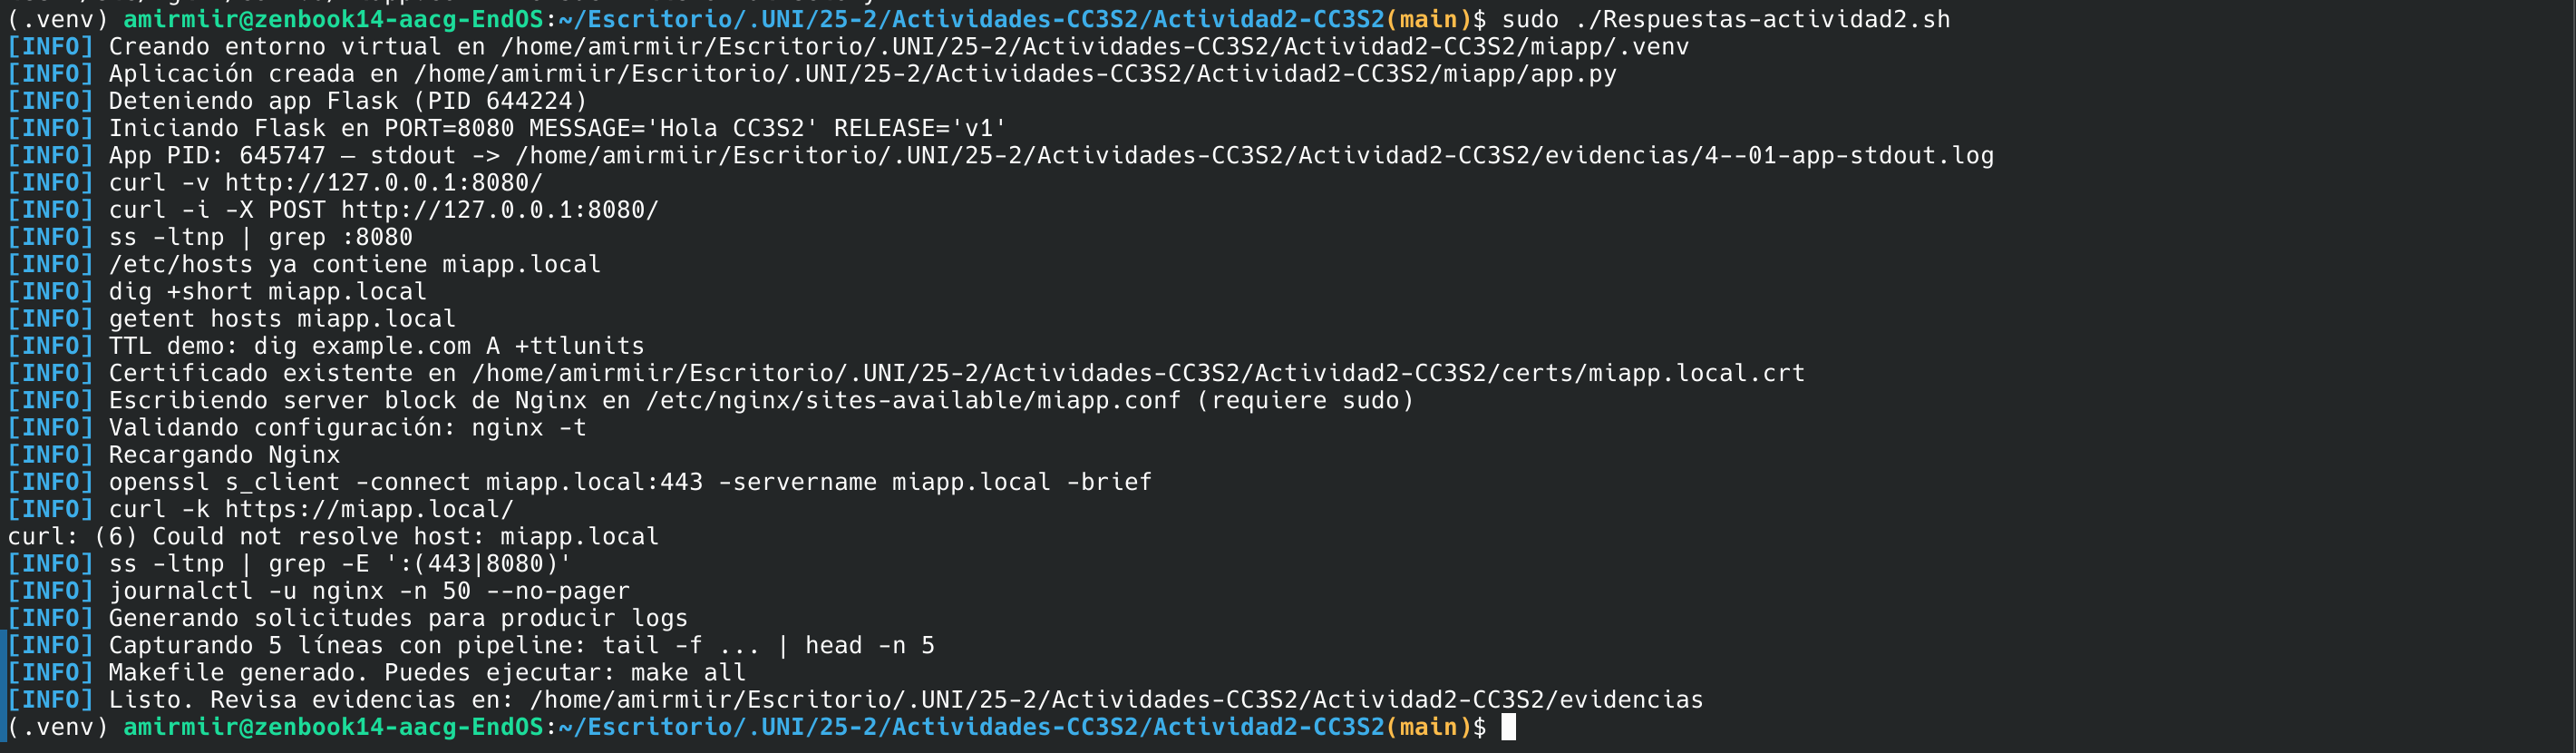 (.venv) amirmiir@zenbook14-aacg-EndOS:~/Escritorio/.UNI/25-2/Actividades-CC3S2/Actividad2-CC3S2(main)$ sudo ./Respuestas-actividad2.sh
[INFO] Creando entorno virtual en /home/amirmiir/Escritorio/.UNI/25-2/Actividades-CC3S2/Actividad2-CC3S2/miapp/.venv
[INFO] Aplicación creada en /home/amirmiir/Escritorio/.UNI/25-2/Actividades-CC3S2/Actividad2-CC3S2/miapp/app.py
[INFO] Deteniendo app Flask (PID 644224)
[INFO] Iniciando Flask en PORT=8080 MESSAGE='Hola CC3S2' RELEASE='v1'
[INFO] App PID: 645747 — stdout -> /home/amirmiir/Escritorio/.UNI/25-2/Actividades-CC3S2/Actividad2-CC3S2/evidencias/4--01-app-stdout.log
[INFO] curl -v http://127.0.0.1:8080/
[INFO] curl -i -X POST http://127.0.0.1:8080/
[INFO] ss -ltnp | grep :8080
[INFO] /etc/hosts ya contiene miapp.local
[INFO] dig +short miapp.local
[INFO] getent hosts miapp.local
[INFO] TTL demo: dig example.com A +ttlunits
[INFO] Certificado existente en /home/amirmiir/Escritorio/.UNI/25-2/Actividades-CC3S2/Actividad2-CC3S2/certs/miapp.local.crt
[INFO] Escribiendo server block de Nginx en /etc/nginx/sites-available/miapp.conf (requiere sudo)
[INFO] Validando configuración: nginx -t
[INFO] Recargando Nginx
[INFO] openssl s_client -connect miapp.local:443 -servername miapp.local -brief
[INFO] curl -k https://miapp.local/
curl: (6) Could not resolve host: miapp.local
[INFO] ss -ltnp | grep -E ':(443|8080)'
[INFO] journalctl -u nginx -n 50 --no-pager
[INFO] Generando solicitudes para producir logs
[INFO] Capturando 5 líneas con pipeline: tail -f ... | head -n 5
[INFO] Makefile generado. Puedes ejecutar: make all
[INFO] Listo. Revisa evidencias en: /home/amirmiir/Escritorio/.UNI/25-2/Actividades-CC3S2/Actividad2-CC3S2/evidencias
(.venv) amirmiir@zenbook14-aacg-EndOS:~/Escritorio/.UNI/25-2/Actividades-CC3S2/Actividad2-CC3S2(main)$